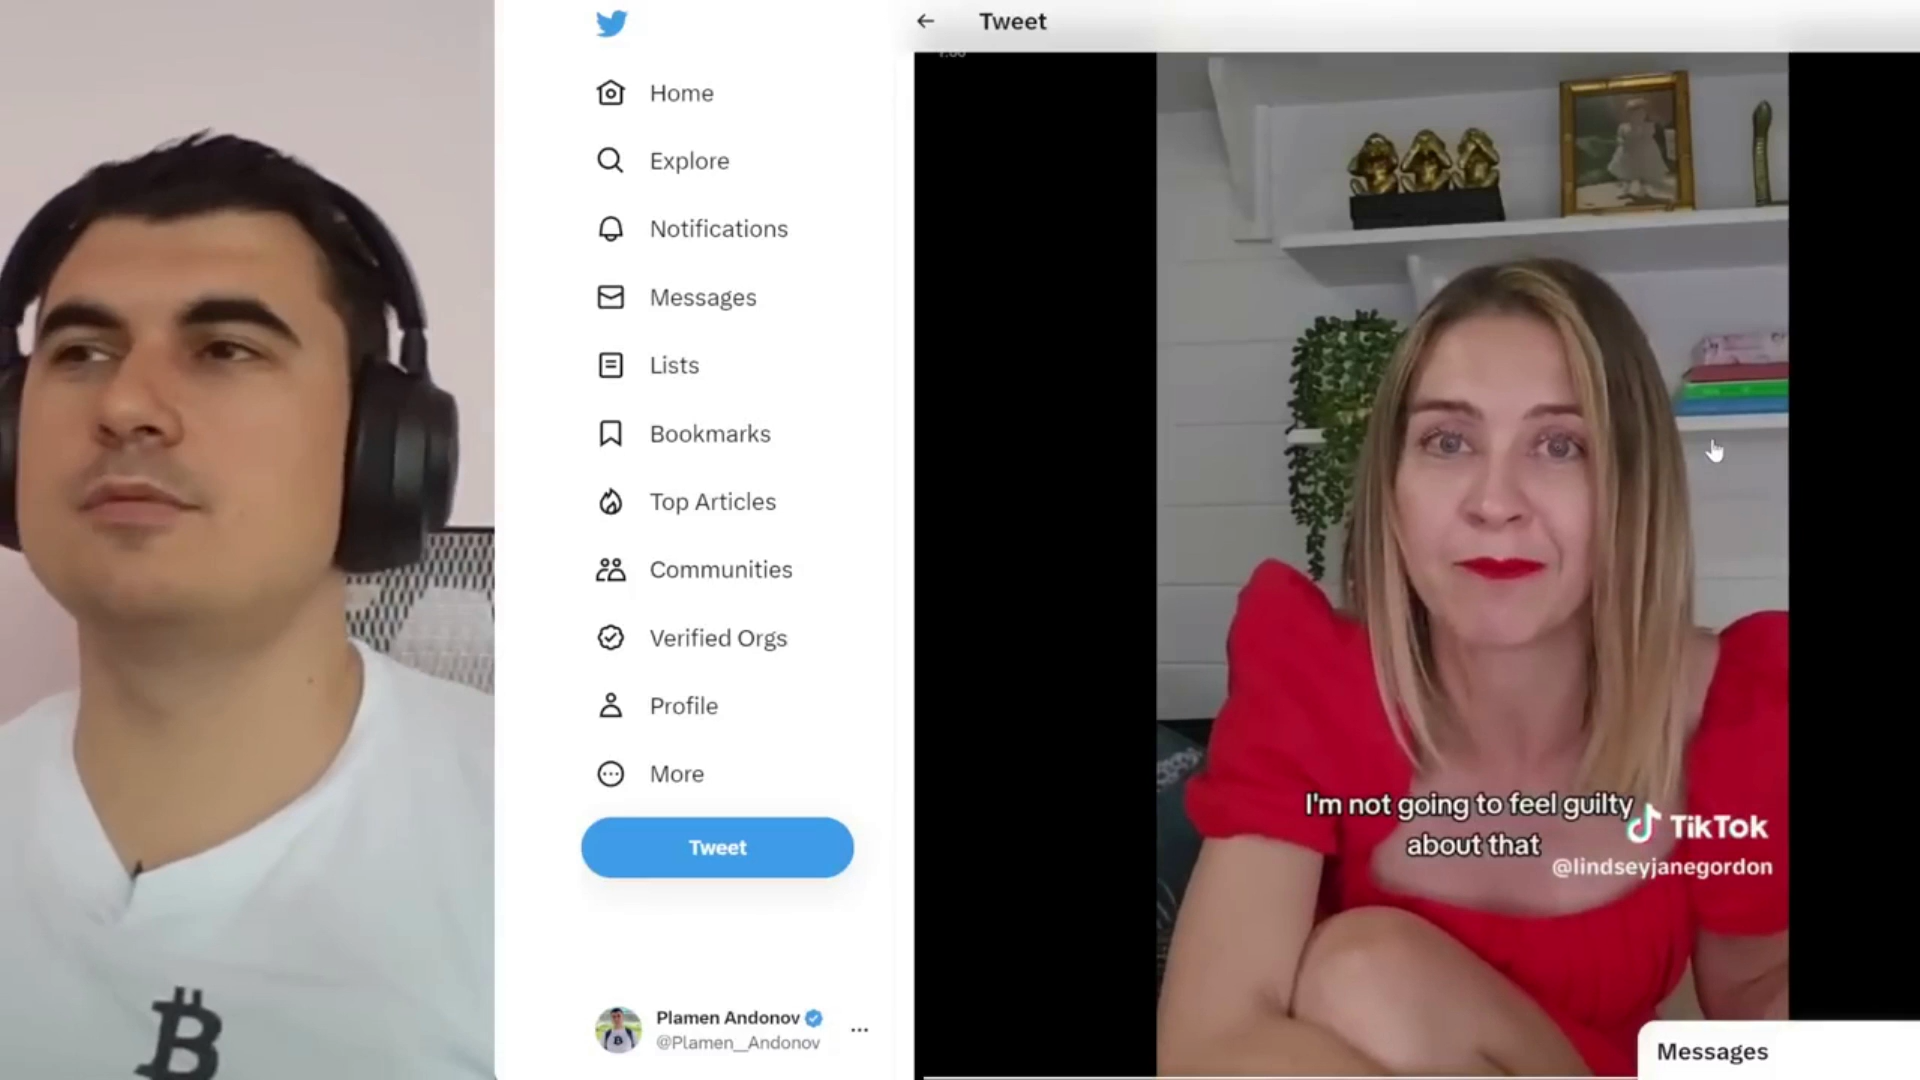 Tweet
Home
Explore
Notifications
Messages
Lists
Bookmarks
Top Articles
Communities
Verified Orgs
Profile
More
Tweet
Plamen Andonov
@Plamen__Andonov
I'm not going to feel guilty
about that
TikTok
@lindseyjanegordon
Messages